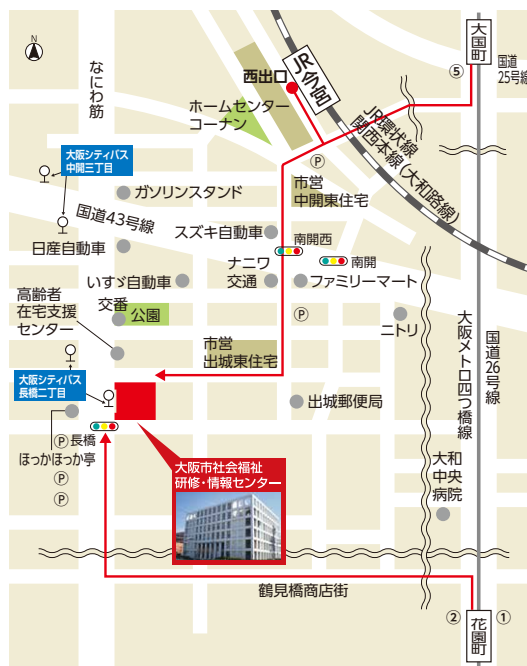 N
なにわ筋
西出口
JR今宮
大国町
⑤
国道
25号線
ホームセンター
コーナン
JR環状線
関西本線(大和路線)
大阪シティバス
中開三丁目
Ⓟ
ガソリンスタンド
市営
中開東住宅
国道43号線
スズキ自動車
日産自動車
南開西
南開
ナニワ
交通
いすゞ自動車
ファミリーマート
高齢者
在宅支援
センター
交番
公園
Ⓟ
ニトリ
大阪メトロ四つ橋線
国道26号線
市営
出城東住宅
大阪シティバス
長橋二丁目
出城郵便局
Ⓟ
長橋
ほっかほっか亭
Ⓟ
Ⓟ
大阪市社会福祉
研修・情報センター
大和
中央
病院
鶴見橋商店街
②
花園町
①